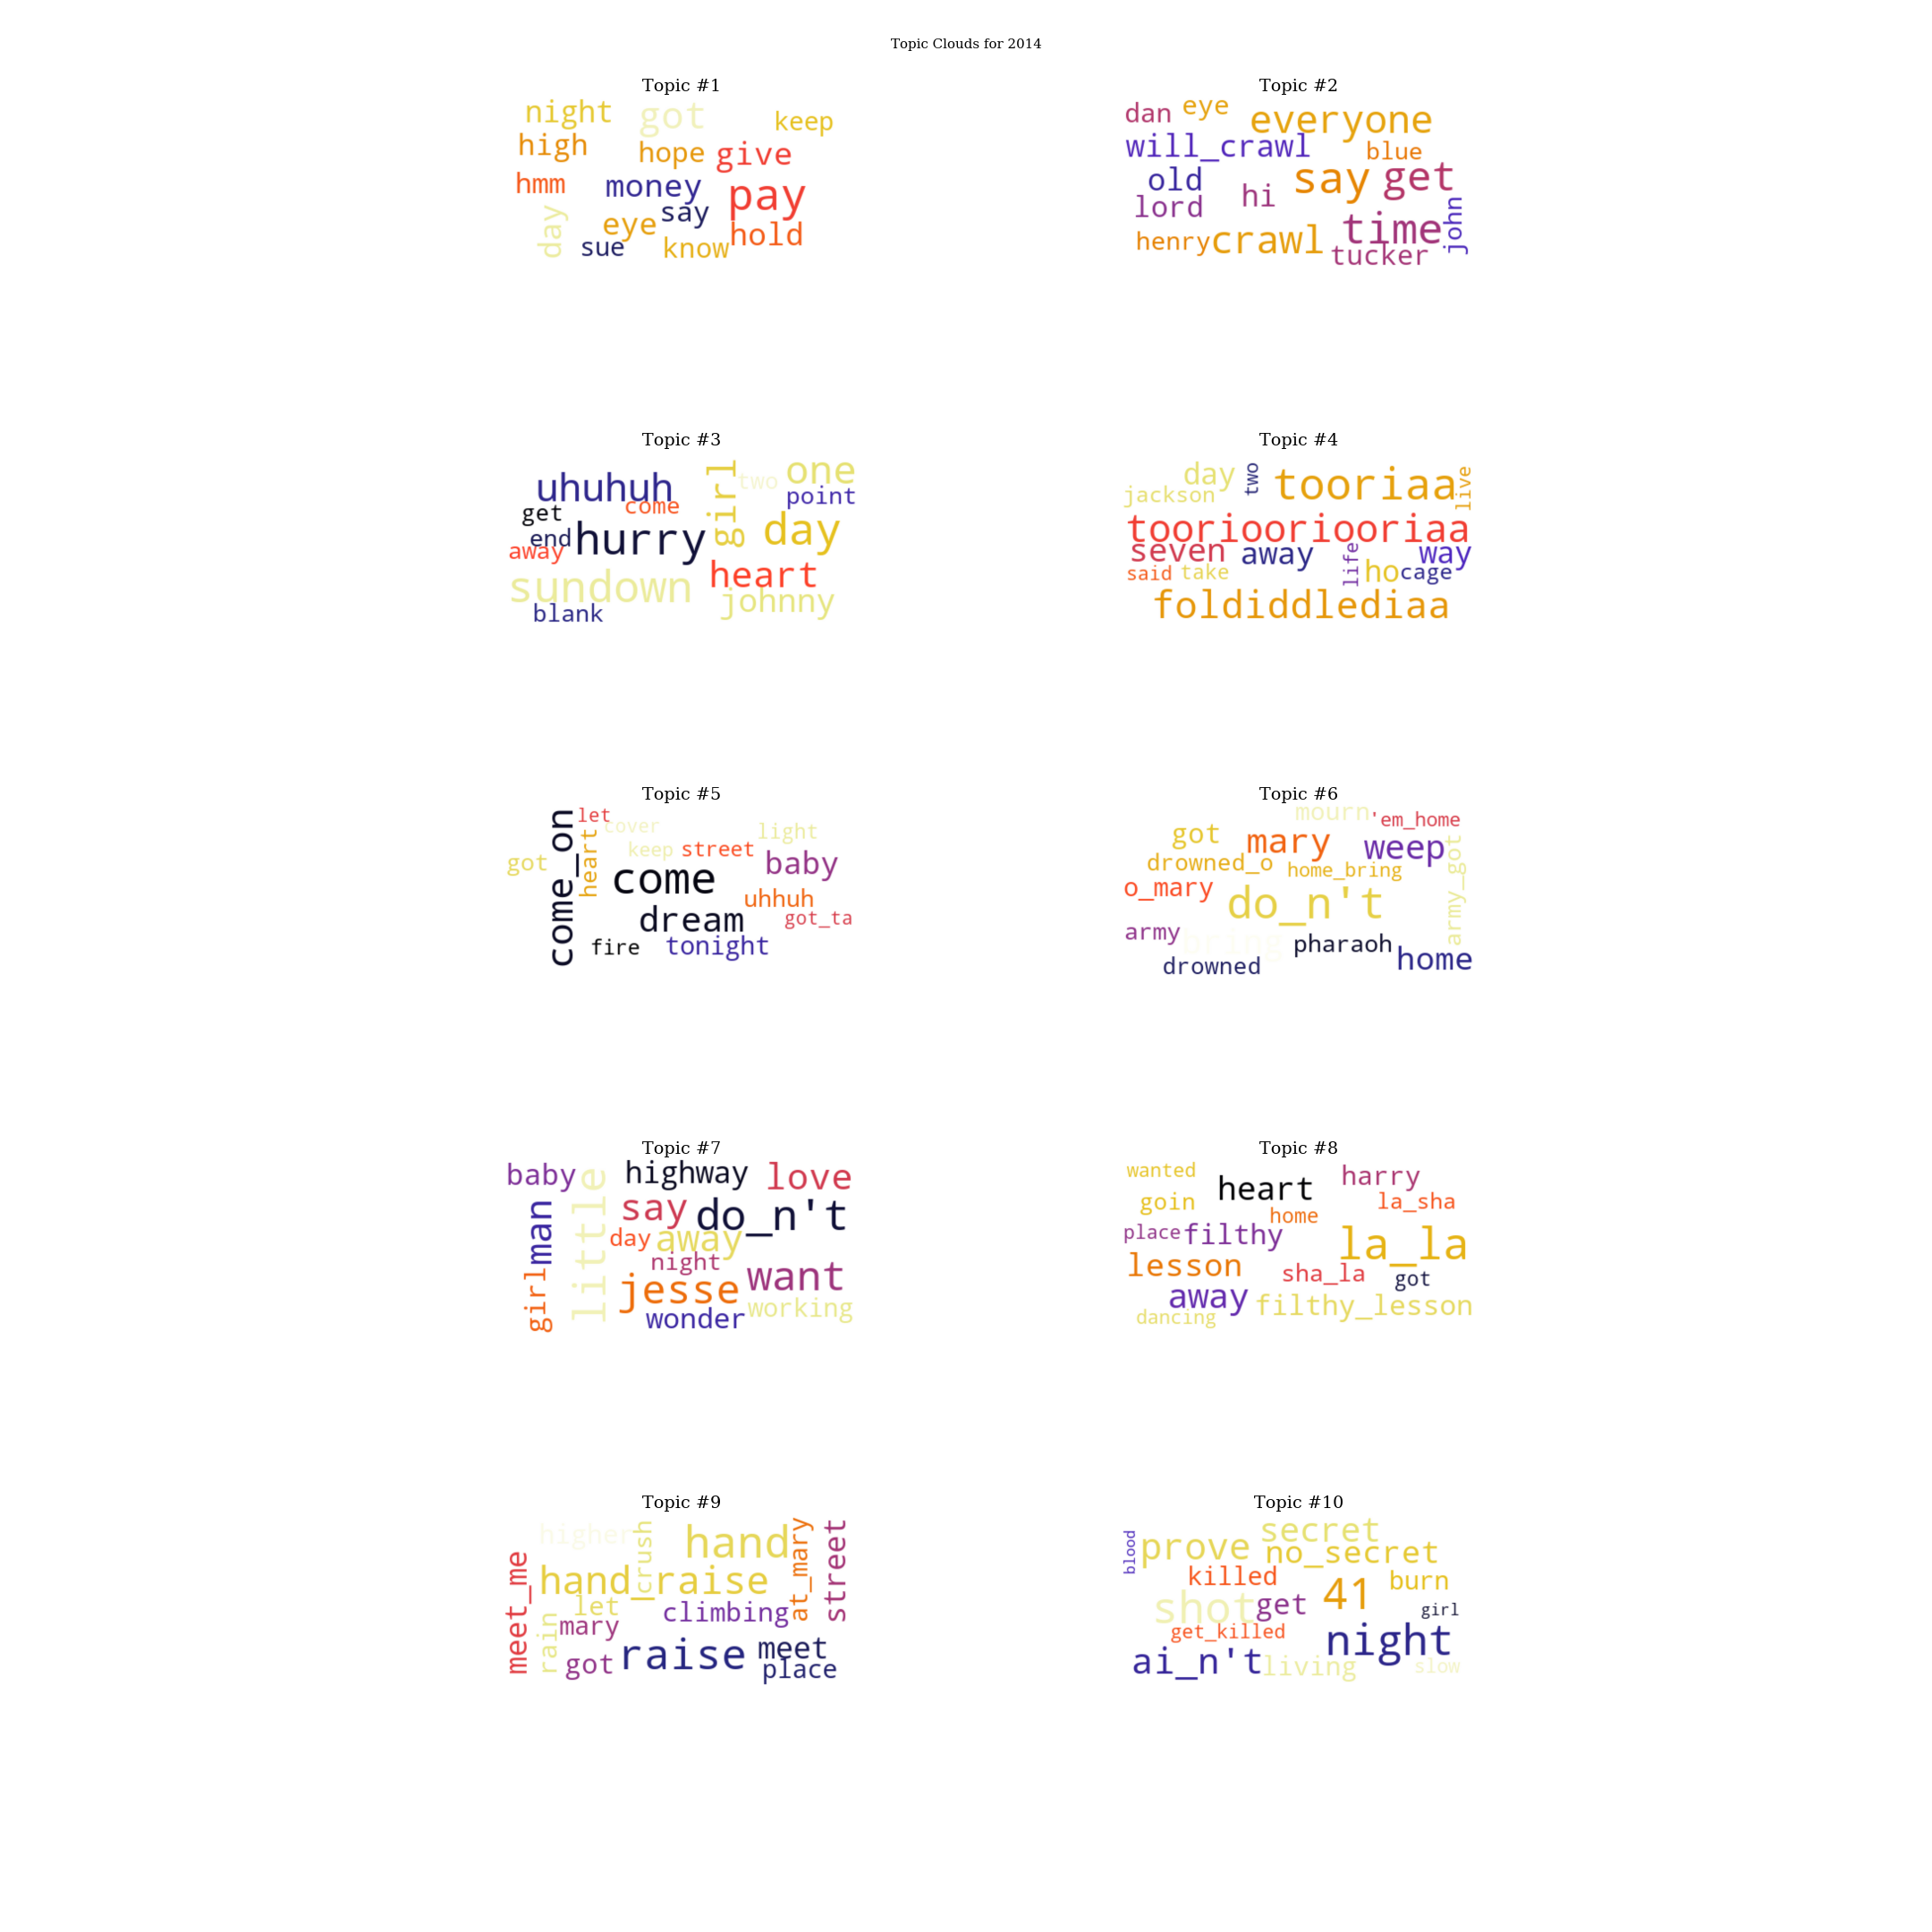 Topic Clouds for 2014
Topic #1
night got keep
high hope give
hmm money pay
day eye say hold
sue know
Topic #2
dan eye everyone
will_crawl blue
old hi say get
lord time john
henry crawl tucker
Topic #3
uhuhuh girl two one
get come point
end hurry day
away heart
sundown johnny
blank
Topic #4
day two tooriaa live
jackson
tooriooriooriaa
seven away life way
said take ho cage
foldiddlediaa
Topic #5
come_on let cover light
got heart keep street baby
come uhhuh
dream got_ta
fire tonight
Topic #6
mourn 'em_home
got mary weep
drowned_o home_bring army_got
o_mary do_n't
army bring pharaoh home
drowned
Topic #7
baby little highway love
man say do_n't
day away
night want
girl jesse working
wonder
Topic #8
wanted heart harry
goin home la_sha
place filthy la_la
lesson sha_la got
away filthy_lesson
dancing
Topic #9
higher crush hand at_mary street
meet_me hand_raise
let climbing
rain mary meet
got raise place
Topic #10
blood prove secret
no_secret
killed 41 burn
shot get girl
get_killed night
ai_n't living slow